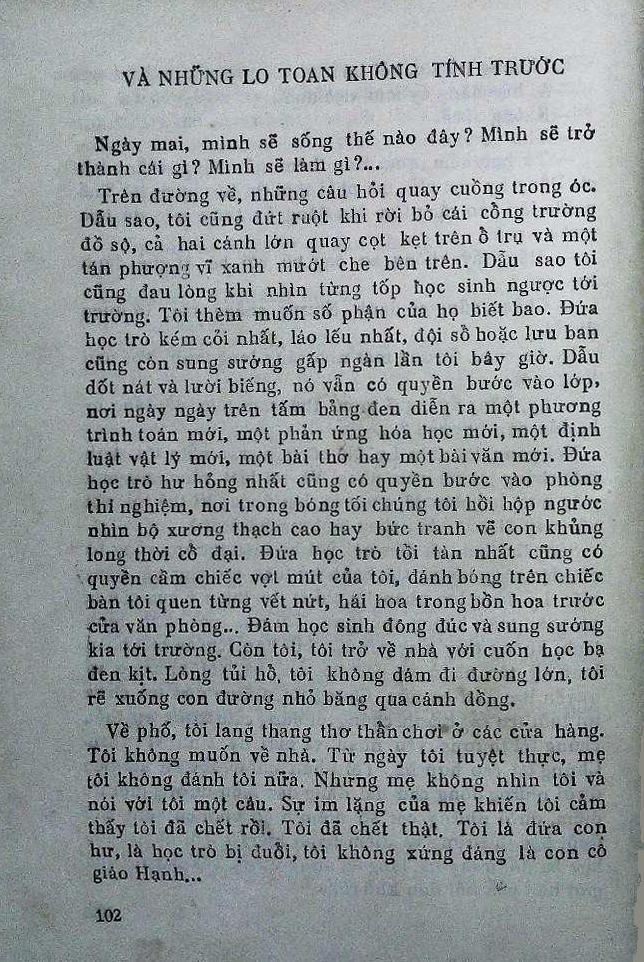 VÀ NHỮNG LO TOAN KHÔNG TÍNH TRƯỚC
Ngày mai, mình sẽ sống thế nào đây? Mình sẽ trở
thành cái gì? Mình sẽ làm gì?...
Trên đường về, những câu hỏi quay cuồng trong óc.
Dẫu sao, tôi cũng đứt ruột khi rời bỏ cái cổng trường
đồ sộ, cả hai cánh lớn quay cọt kẹt trên ổ trụ và một
tán phượng vĩ xanh mướt che bên trên. Dẫu sao tôi
cũng đau lòng khi nhìn từng tốp học sinh ngược tới
trường. Tôi thèm muốn số phận của họ biết bao. Đứa
học trò kém cỏi nhất, láo lếu nhất, đội sổ hoặc lưu ban
cũng còn sung sướng gấp ngàn lần tôi bây giờ. Dẫu
dốt nát và lười biếng, nó vẫn có quyền bước vào lớp,
nơi ngày ngày trên tấm bảng đen diễn ra một phương
trình toán mới, một phản ứng hóa học mới, một định
luật vật lý mới, một bài thơ hay một bài văn mới. Đứa
học trò hư hỏng nhất cũng có quyền bước vào phòng
thí nghiệm, nơi trong bóng tối chúng tôi hồi hộp ngước
nhìn bộ xương thạch cao hay bức tranh vẽ con khủng
long thời cổ đại. Đứa học trò tồi tàn nhất cũng có
quyền cầm chiếc vợt mút của tôi, đánh bóng trên chiếc
bàn tôi quen từng vết nứt, hái hoa trong bồn hoa trước
cửa văn phòng... Đám học sinh đông đúc và sung sướng
kia tới trường. Còn tôi, tôi trở về nhà với cuốn học bạ
đen kịt. Lòng tủi hổ, tôi không dám đi đường lớn, tôi
rẽ xuống con đường nhỏ băng qua cánh đồng.
Về phố, tôi lang thang thơ thẩn chơi ở các cửa hàng.
Tôi không muốn về nhà. Từ ngày tôi tuyệt thực, mẹ
tôi không đánh tôi nữa. Nhưng mẹ không nhìn tôi và
nói với tôi một câu. Sự im lặng của mẹ khiến tôi cảm
thấy tôi đã chết rồi. Tôi đã chết thật. Tôi là đứa con
hư, là học trò bị đuổi, tôi không xứng đáng là con cô
giáo Hạnh...
102